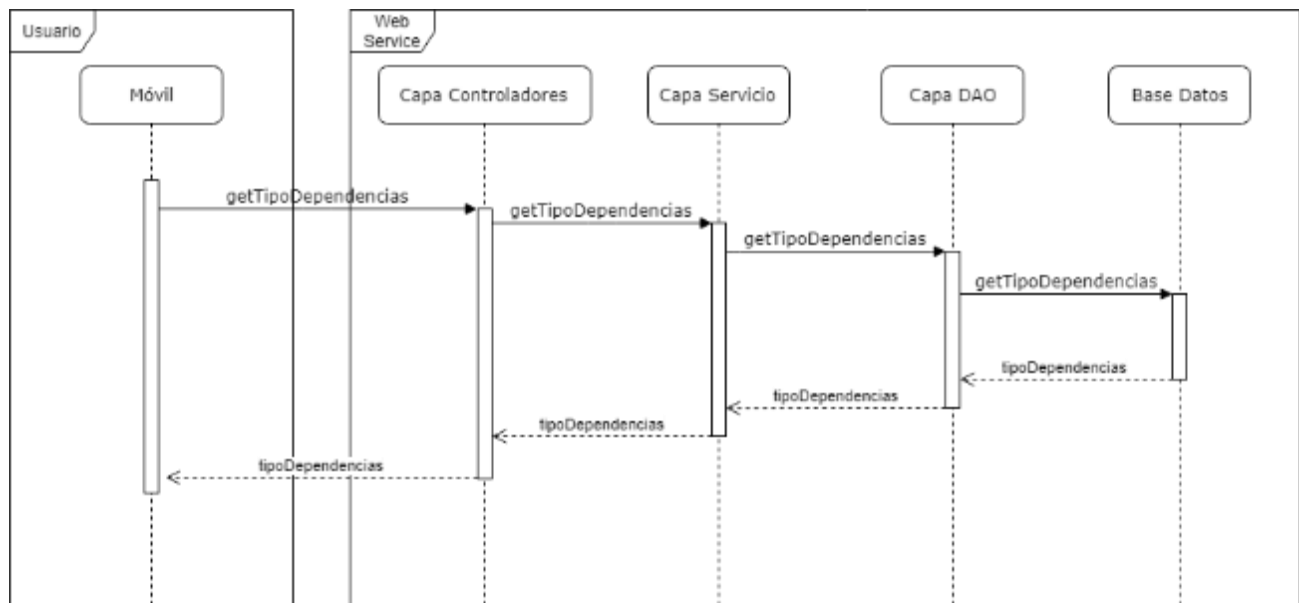 Usuario
Web
Service
Móvil
Capa Controladores
Capa Servicio
Capa DAO
Base Datos
getTipoDependencias
getTipoDependencias
getTipoDependencias
getTipoDependencias
tipoDependencias
tipoDependencias
tipoDependencias
tipoDependencias